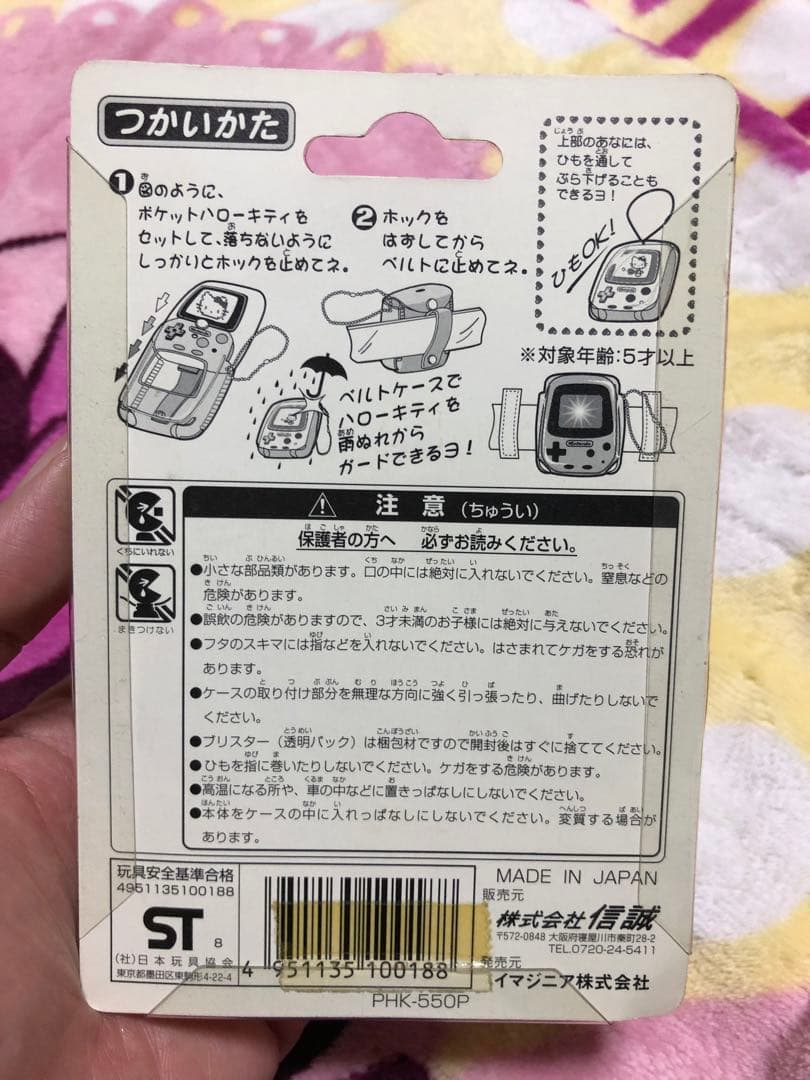 つかいかた
1 図のように、
ポケットハローキティを
セットして、落ちないように
しっかりとホックを止めてネ。
2 ホックを
はずしてから
ベルトに止めてネ。
上部のあなには、
ひもを通して
ぶら下げることも
できるヨ!
ひもOK!
※対象年齢:5才以上
ベルトケースで
ハローキティを
雨ぬれから
ガードできるヨ!
Nintendo
くちにいれない
まきつけない
注意(ちゅうい)
保護者の方へ 必ずお読みください。
●小さな部品類があります。口の中には絶対に入れないでください。窒息などの
危険があります。
●誤飲の危険がありますので、3才未満のお子様には絶対に与えないでください。
●フタのスキマには指などを入れないでください。はさまれてケガをする恐れが
あります。
●ケースの取り付け部分を無理な方向に強く引っ張ったり、曲げたりしないで
ください。
●ブリスター(透明パック)は梱包材ですので開封後はすぐに捨ててください。
●ひもを指に巻いたりしないでください。ケガをする危険があります。
●高温になる所や、車の中などに置きっぱなしにしないでください。
●本体をケースの中に入れっぱなしにしないでください。変質する場合が
あります。
玩具安全基準合格
4951135100188
ST 8
(社)日本玩具協会
東京都墨田区東駒形4-22-4
4 951135 100188
PHK-550P
MADE IN JAPAN
販売元
株式会社信誠
〒572-0848 大阪府寝屋川市秦町28-2
TEL.0720-24-5411
発売元
イマジニア株式会社